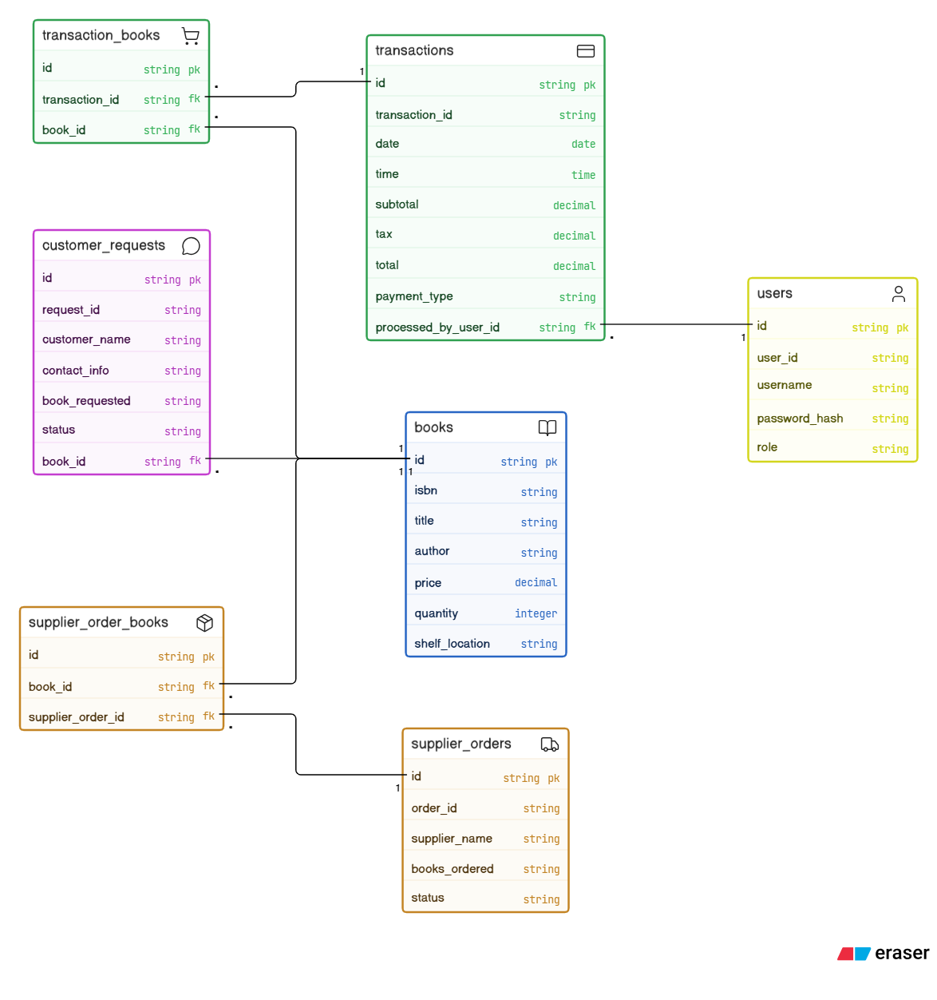 transaction_books
id string pk
transaction_id string fk
book_id string fk
transactions
id string pk
transaction_id string
date date
time time
subtotal decimal
tax decimal
total decimal
payment_type string
processed_by_user_id string fk
customer_requests
id string pk
request_id string
customer_name string
contact_info string
book_requested string
status string
book_id string fk
users
id string pk
user_id string
username string
password_hash string
role string
books
id string pk
isbn string
title string
author string
price decimal
quantity integer
shelf_location string
supplier_order_books
id string pk
book_id string fk
supplier_order_id string fk
supplier_orders
id string pk
order_id string
supplier_name string
books_ordered string
status string
1
1
1
1 1
1
eraser